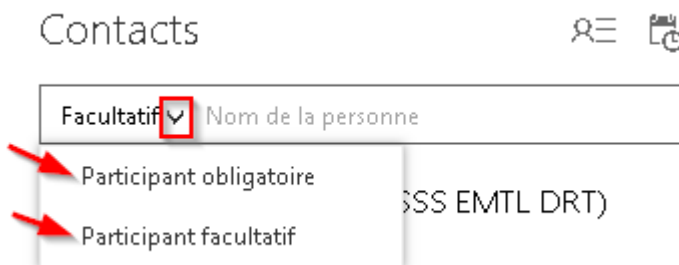 Contacts
Facultatif Nom de la personne
Participant obligatoire
SSS EMTL DRT)
Participant facultatif